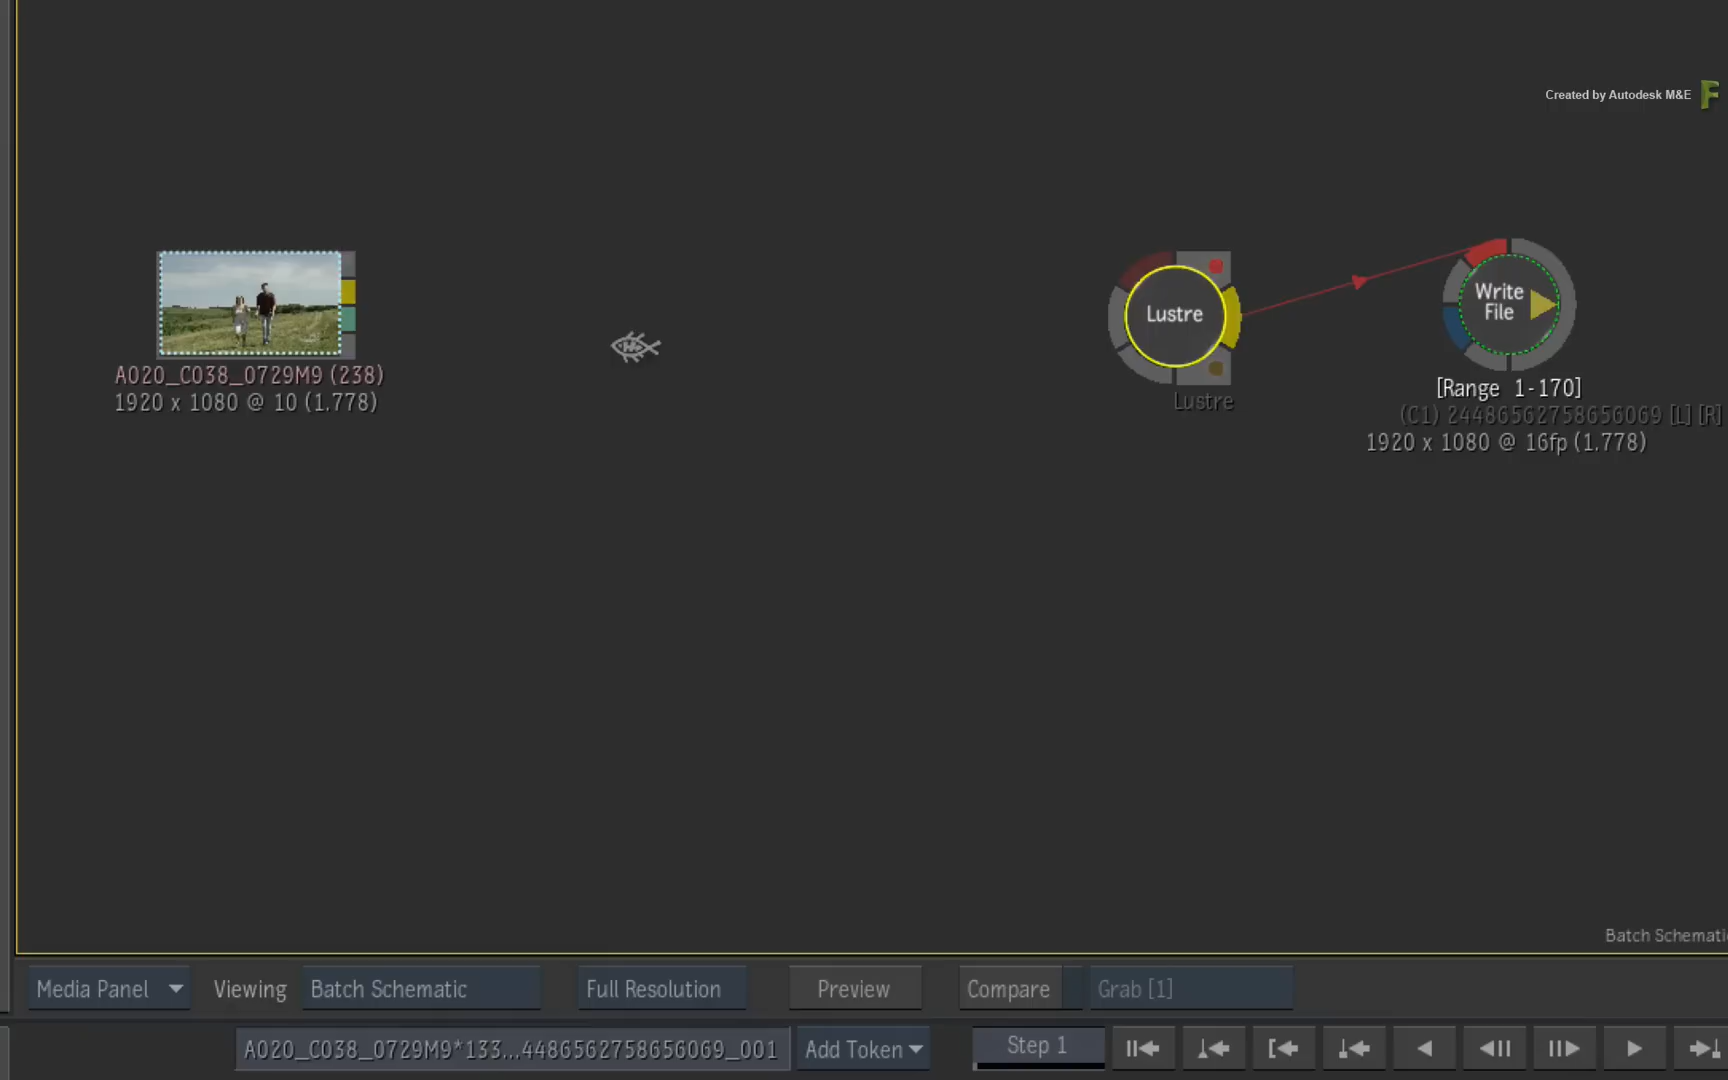 Created by Autodesk M&E
Lustre
Write
File
A020_C038_0729M9 (238)
1920 x 1080 @ 10 (1.778)
Lustre
[Range 1-170]
(C1) 24486562758656069 [L] [R]
1920 x 1080 @ 16fp (1.778)
Batch Schemati
Media Panel
Viewing
Batch Schematic
Full Resolution
Preview
Compare
Grab [1]
A020_C038_0729M9*133...4486562758656069_001
Add Token
Step 1